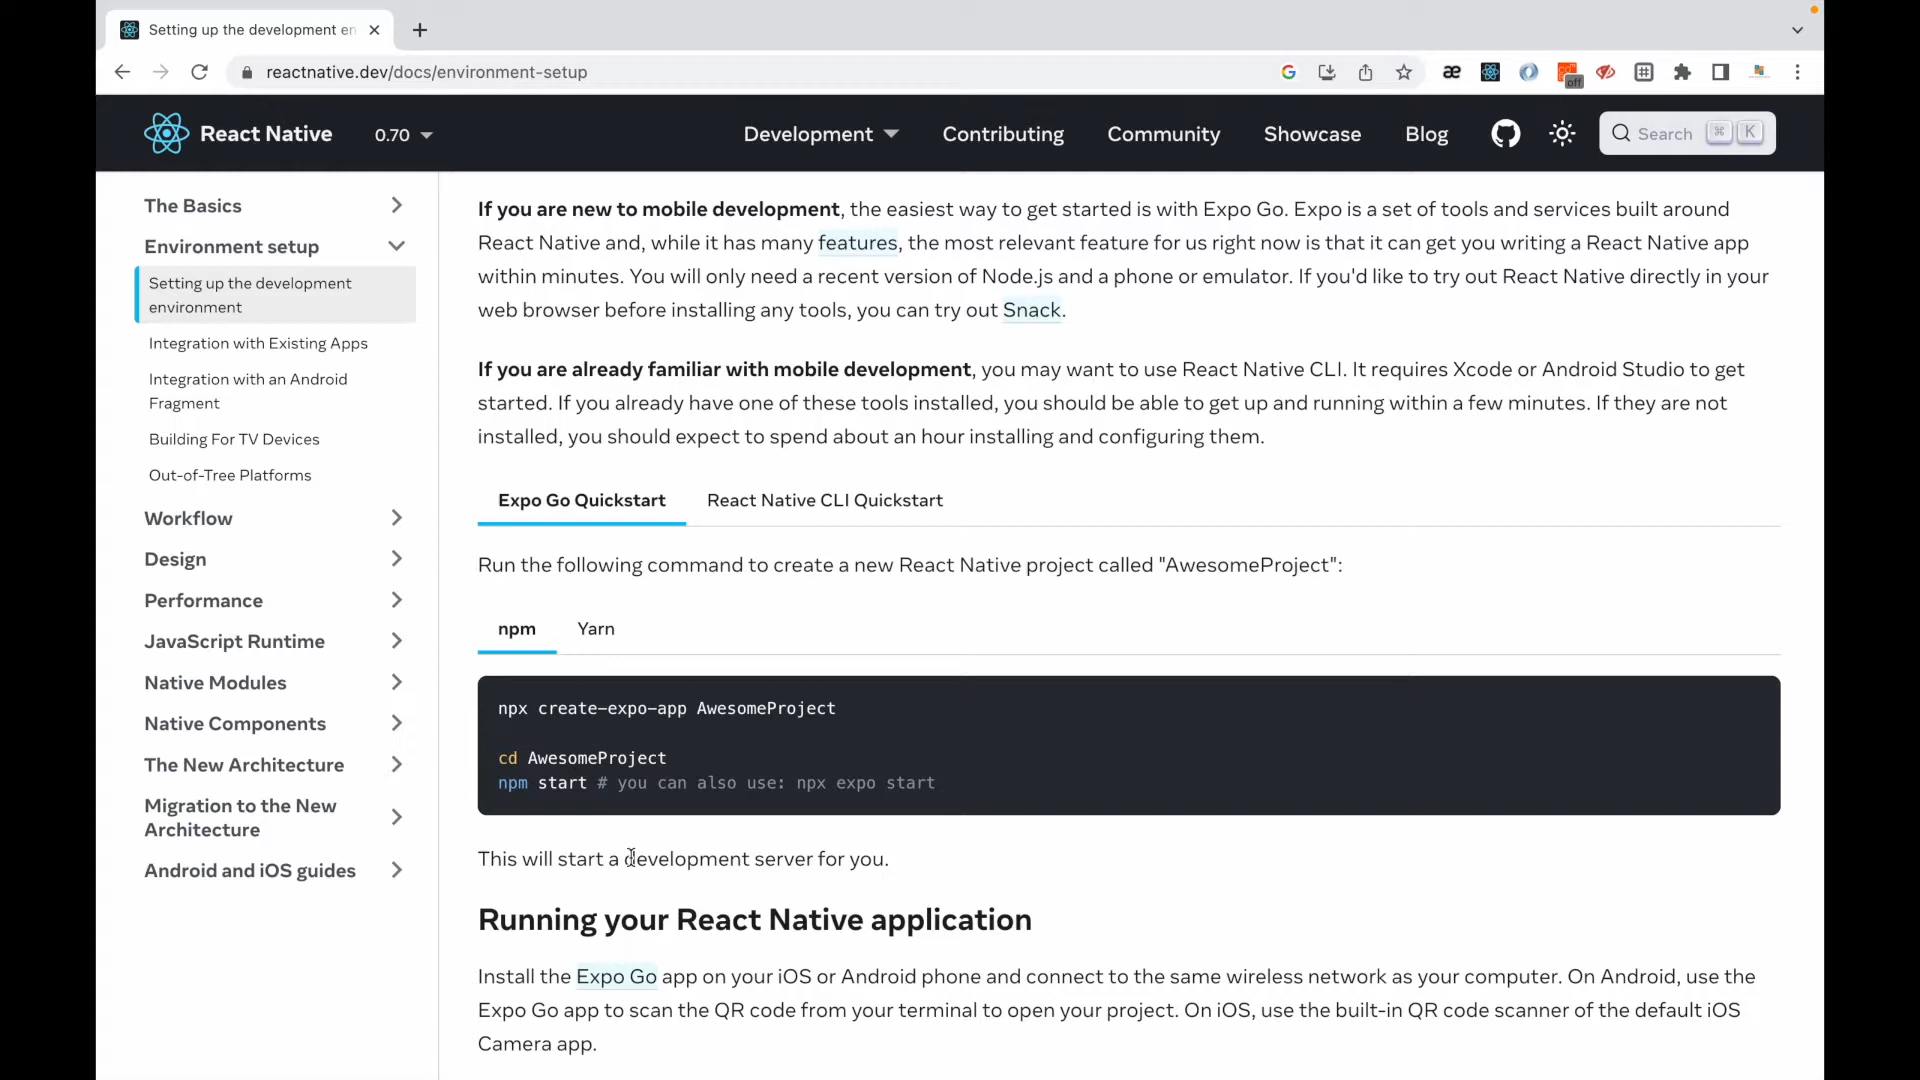 Setting up the development en
reactnative.dev/docs/environment-setup
æ
off
React Native
0.70
Development
Contributing
Community
Showcase
Blog
Search
⌘
K
The Basics
Environment setup
Setting up the development
environment
Integration with Existing Apps
Integration with an Android
Fragment
Building For TV Devices
Out-of-Tree Platforms
Workflow
Design
Performance
JavaScript Runtime
Native Modules
Native Components
The New Architecture
Migration to the New
Architecture
Android and iOS guides
If you are new to mobile development, the easiest way to get started is with Expo Go. Expo is a set of tools and services built around
React Native and, while it has many features, the most relevant feature for us right now is that it can get you writing a React Native app
within minutes. You will only need a recent version of Node.js and a phone or emulator. If you'd like to try out React Native directly in your
web browser before installing any tools, you can try out Snack.
If you are already familiar with mobile development, you may want to use React Native CLI. It requires Xcode or Android Studio to get
started. If you already have one of these tools installed, you should be able to get up and running within a few minutes. If they are not
installed, you should expect to spend about an hour installing and configuring them.
Expo Go Quickstart
React Native CLI Quickstart
Run the following command to create a new React Native project called "AwesomeProject":
npm
Yarn
npx create-expo-app AwesomeProject
cd AwesomeProject
npm start # you can also use: npx expo start
This will start a development server for you.
Running your React Native application
Install the Expo Go app on your iOS or Android phone and connect to the same wireless network as your computer. On Android, use the
Expo Go app to scan the QR code from your terminal to open your project. On iOS, use the built-in QR code scanner of the default iOS
Camera app.